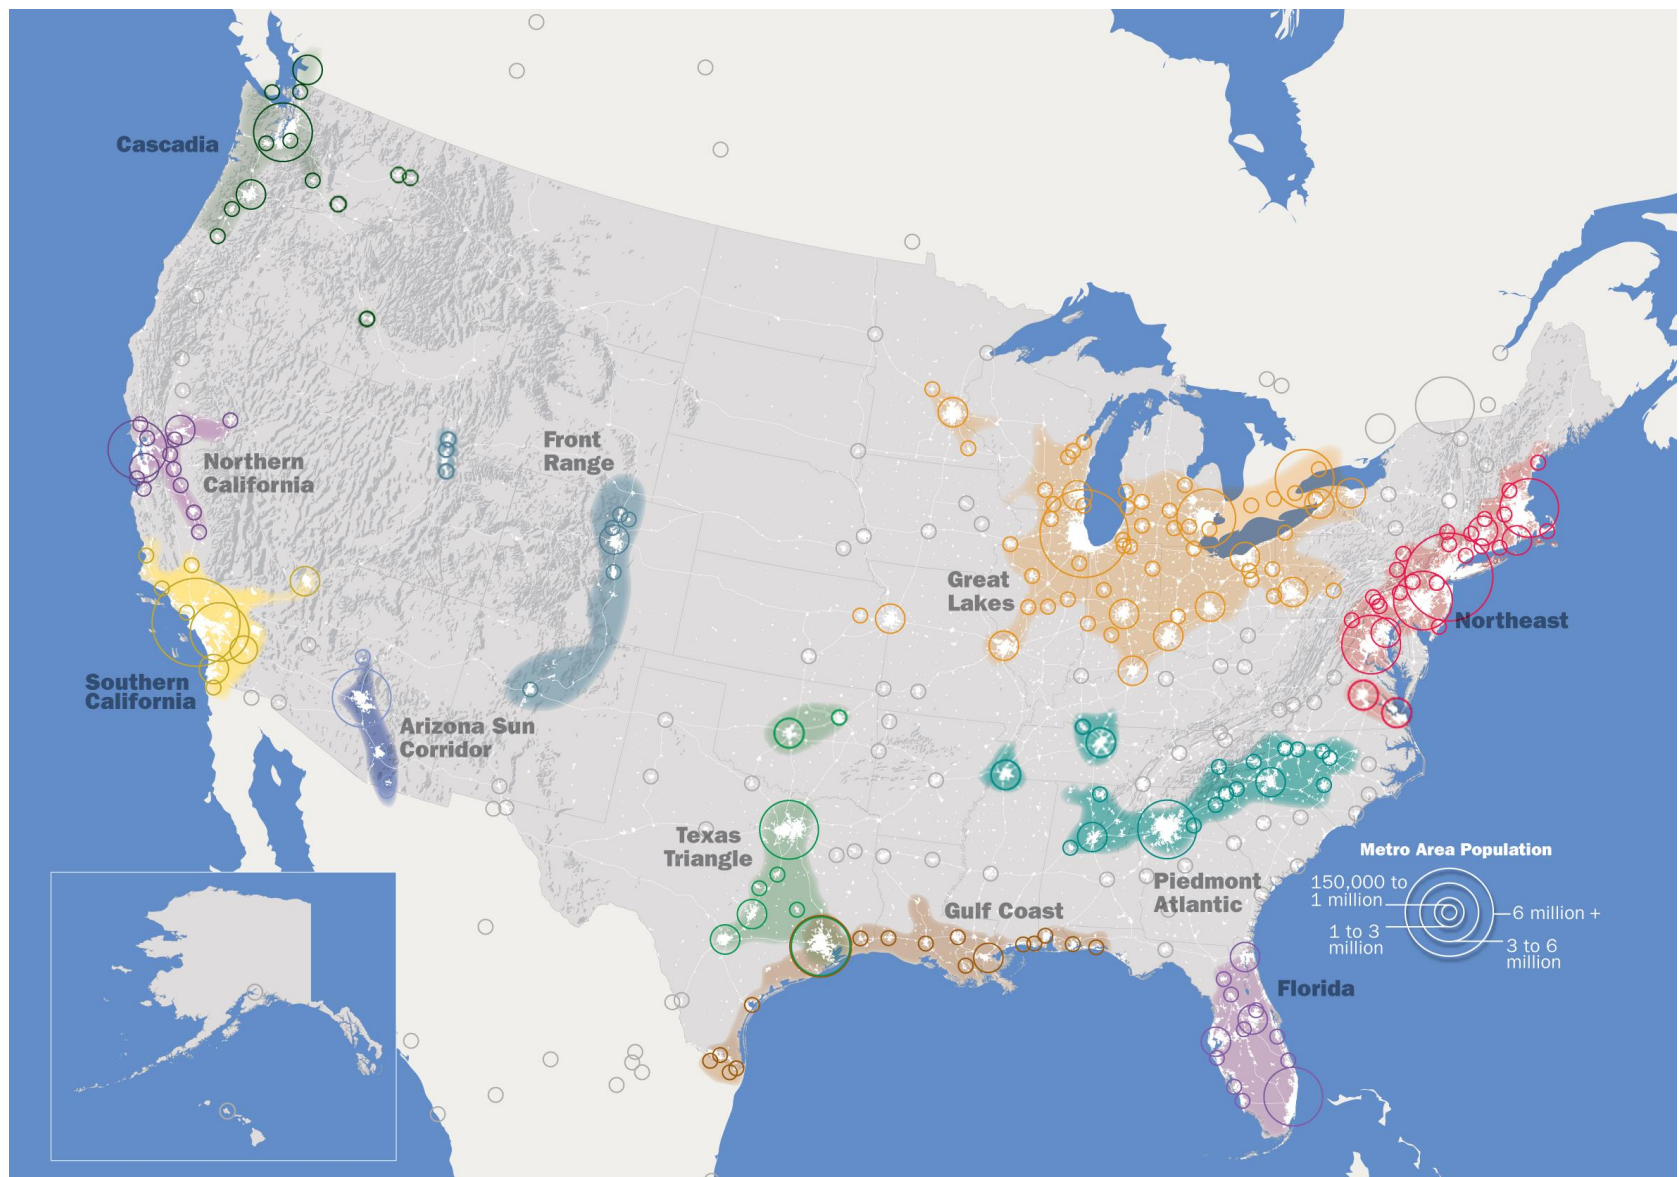 Cascadia
Northern
California
Front
Range
Great
Lakes
Northeast
Southern
California
Arizona Sun
Corridor
Texas
Triangle
Gulf Coast
Piedmont
Atlantic
Florida
Metro Area Population
150,000 to
1 million
1 to 3
million
6 million +
3 to 6
million